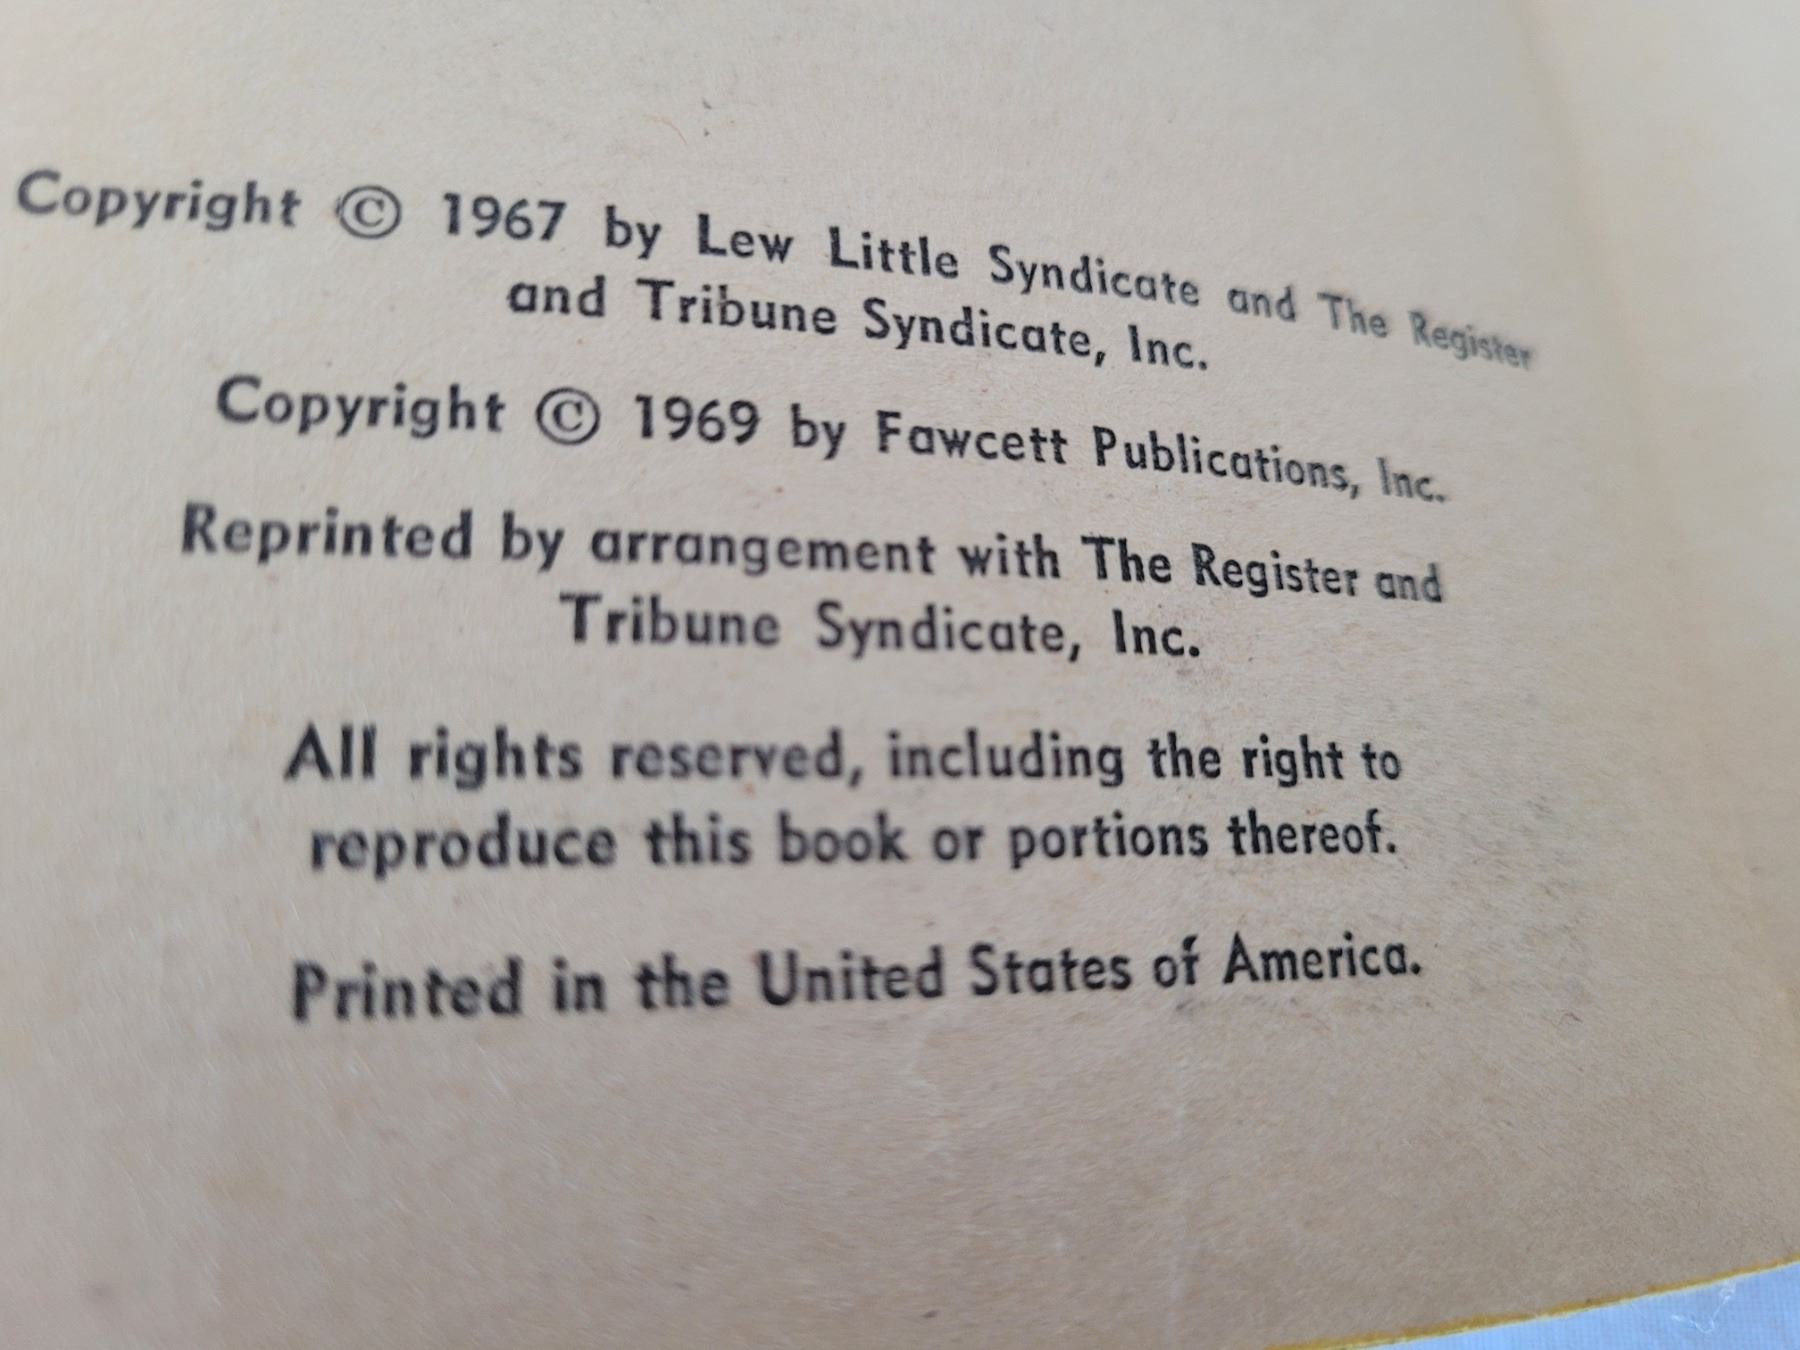 Copyright © 1967 by Lew Little Syndicate and The Register
and Tribune Syndicate, Inc.
Copyright © 1969 by Fawcett Publications, Inc.
Reprinted by arrangement with The Register and
Tribune Syndicate, Inc.
All rights reserved, including the right to
reproduce this book or portions thereof.
Printed in the United States of America.